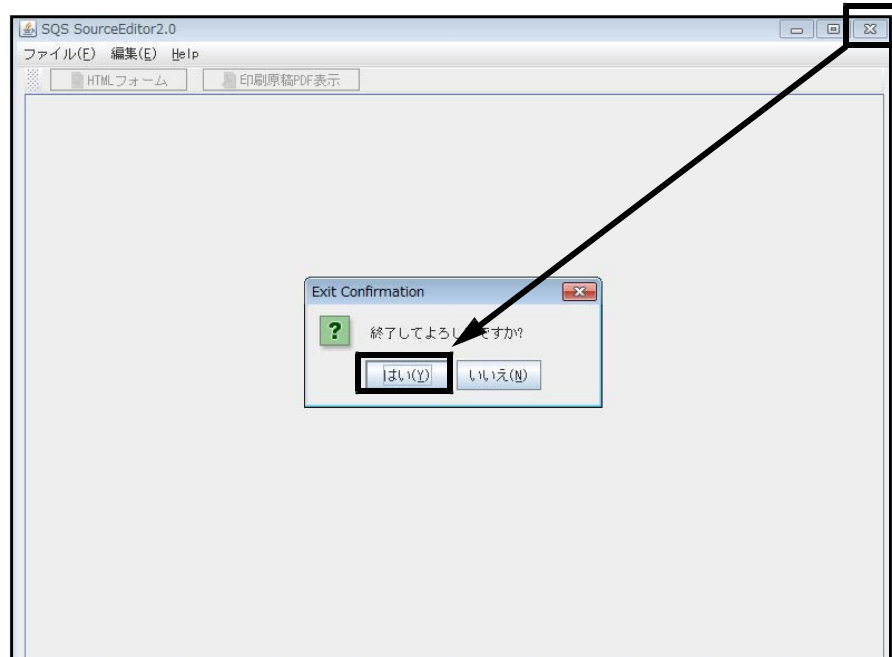 SQS SourceEditor2.0
ファイル(F) 編集(E) Help
HTMLフォーム 印刷原稿PDF表示
Exit Confirmation
終了してよろし ですか?
はい(Y) いいえ(N)